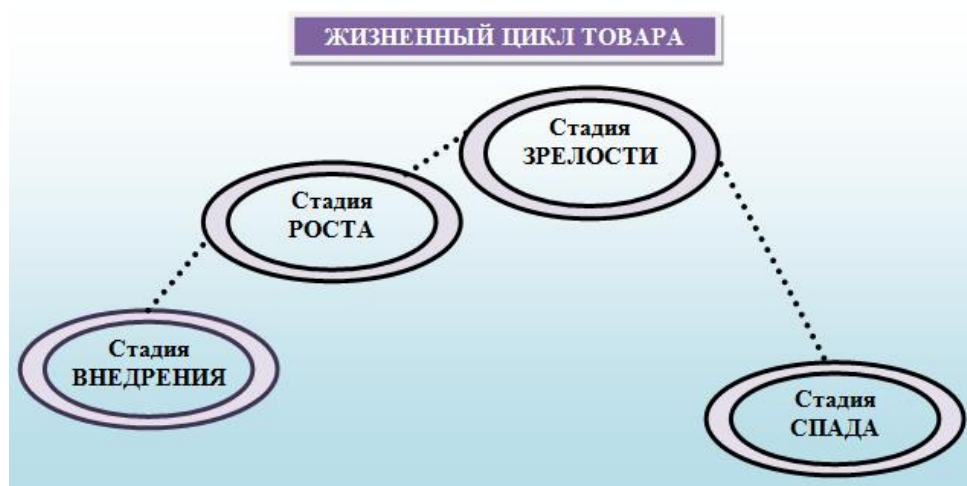 ЖИЗНЕННЫЙ ЦИКЛ ТОВАРА
Стадия
ВНЕДРЕНИЯ
Стадия
РОСТА
Стадия
ЗРЕЛОСТИ
Стадия
СПАДА